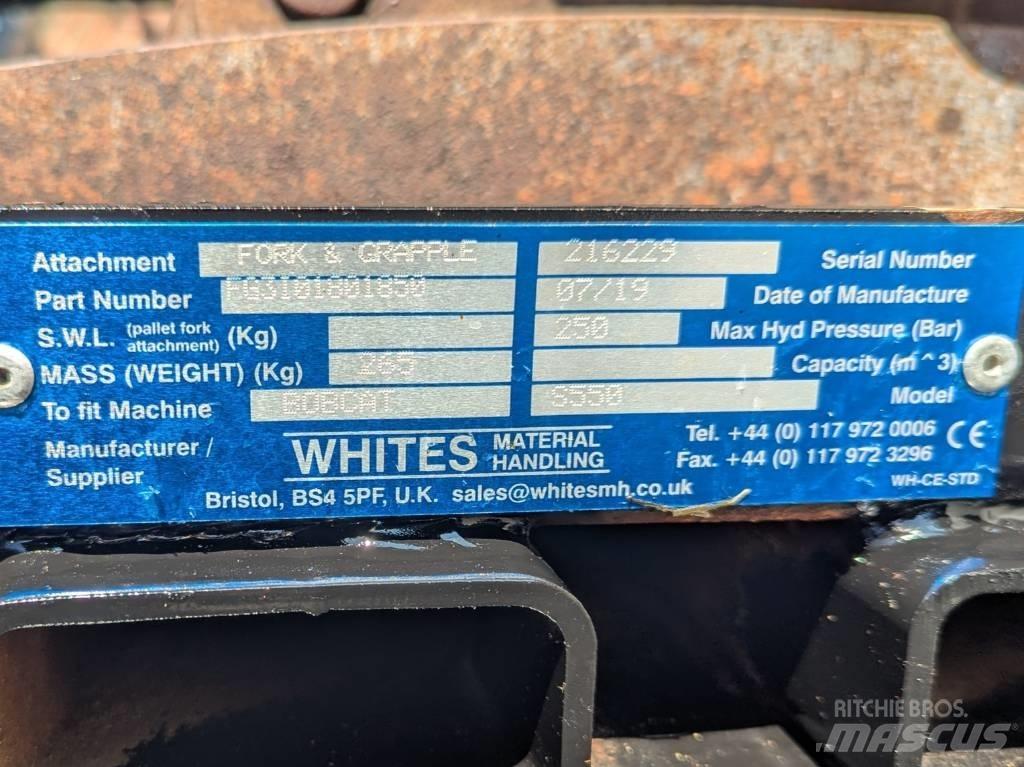 Attachment FORK & GRAPPLE 216229 Serial Number
Part Number FG3101801850 07/19 Date of Manufacture
S.W.L. (pallet fork attachment) (Kg) 250 Max Hyd Pressure (Bar)
MASS (WEIGHT) (Kg) 265 Capacity (m ^ 3)
To fit Machine BOBCAT S550 Model
Manufacturer / Supplier WHITES MATERIAL HANDLING
Tel. +44 (0) 117 972 0006 CE
Fax. +44 (0) 117 972 3296
Bristol, BS4 5PF, U.K. sales@whitesmh.co.uk WH-CE-STD
RITCHIE BROS.
MASCUS